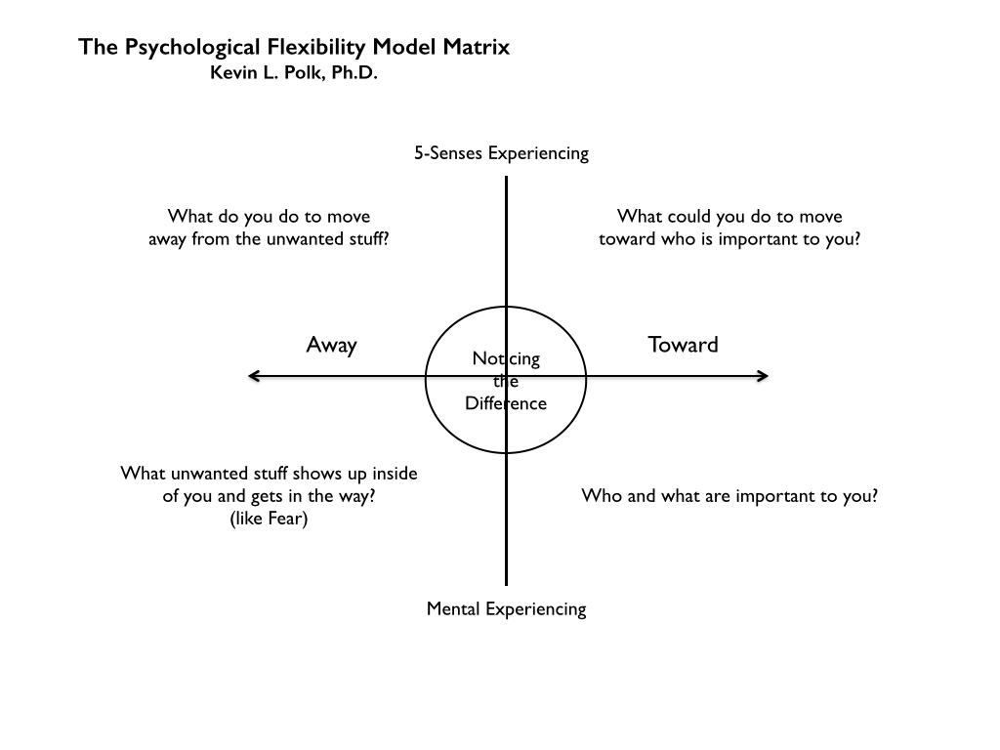 The Psychological Flexibility Model Matrix
Kevin L. Polk, Ph.D.
5-Senses Experiencing
What do you do to move
away from the unwanted stuff?
What could you do to move
toward who is important to you?
Away
Toward
Noticing
the
Difference
What unwanted stuff shows up inside
of you and gets in the way?
(like Fear)
Who and what are important to you?
Mental Experiencing